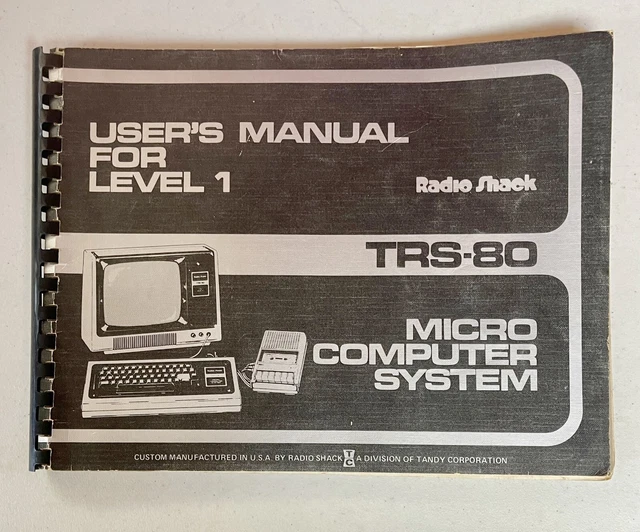 USER'S MANUAL
FOR
LEVEL 1
Radio Shack
TRS-80
MICRO
COMPUTER
SYSTEM
CUSTOM MANUFACTURED IN U.S.A. BY RADIO SHACK TC A DIVISION OF TANDY CORPORATION